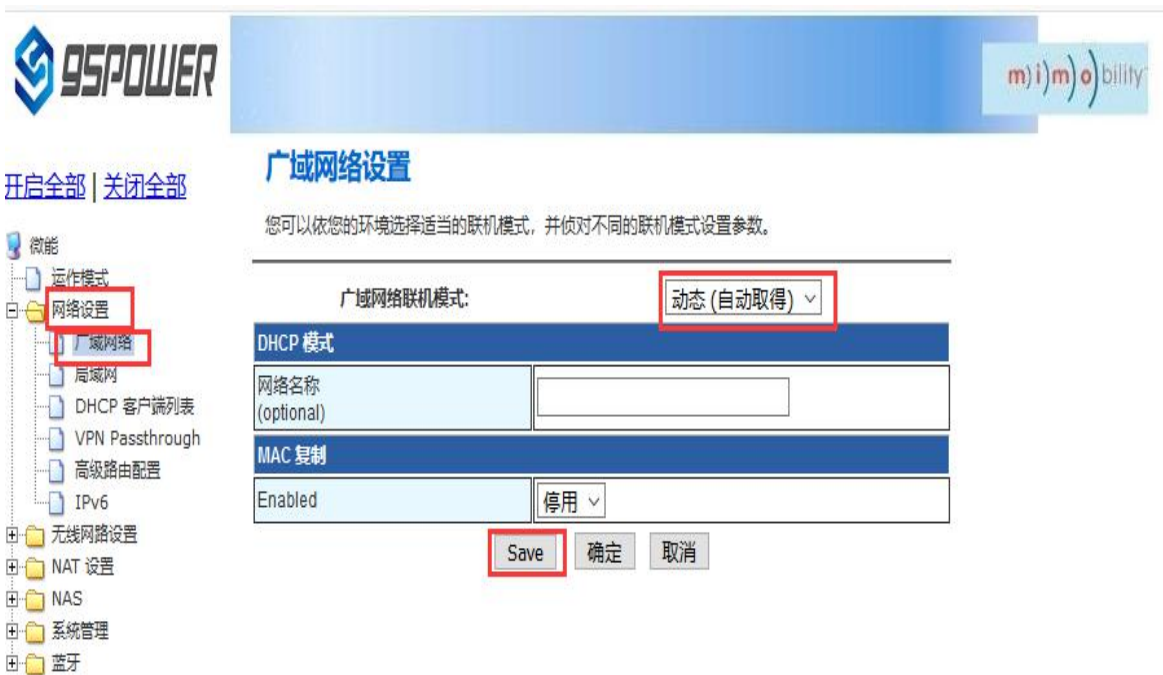 9SPOWER
m)i)m)o)bility
开启全部 | 关闭全部
微能
运作模式
网络设置
广域网络
局域网
DHCP 客户端列表
VPN Passthrough
高级路由配置
IPv6
无线网路设置
NAT 设置
NAS
系统管理
蓝牙
广域网络设置
您可以依您的环境选择适当的联机模式，并侦对不同的联机模式设置参数。
广域网络联机模式: 动态 (自动取得)
DHCP 模式
网络名称
(optional)
MAC 复制
Enabled 停用
Save 确定 取消